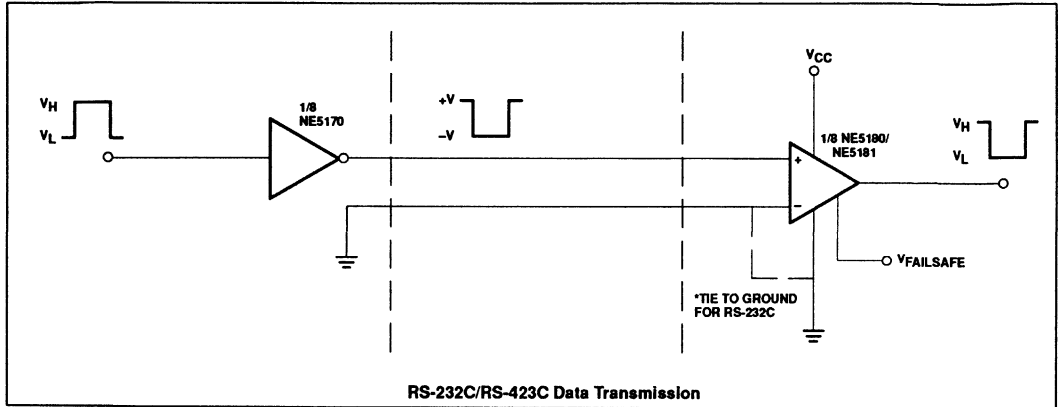 VH
VL
1/8
NE5170
+V
−V
VCC
1/8 NE5180/
NE5181
+
−
VH
VL
VFAILSAFE
*TIE TO GROUND
FOR RS-232C
RS-232C/RS-423C Data Transmission